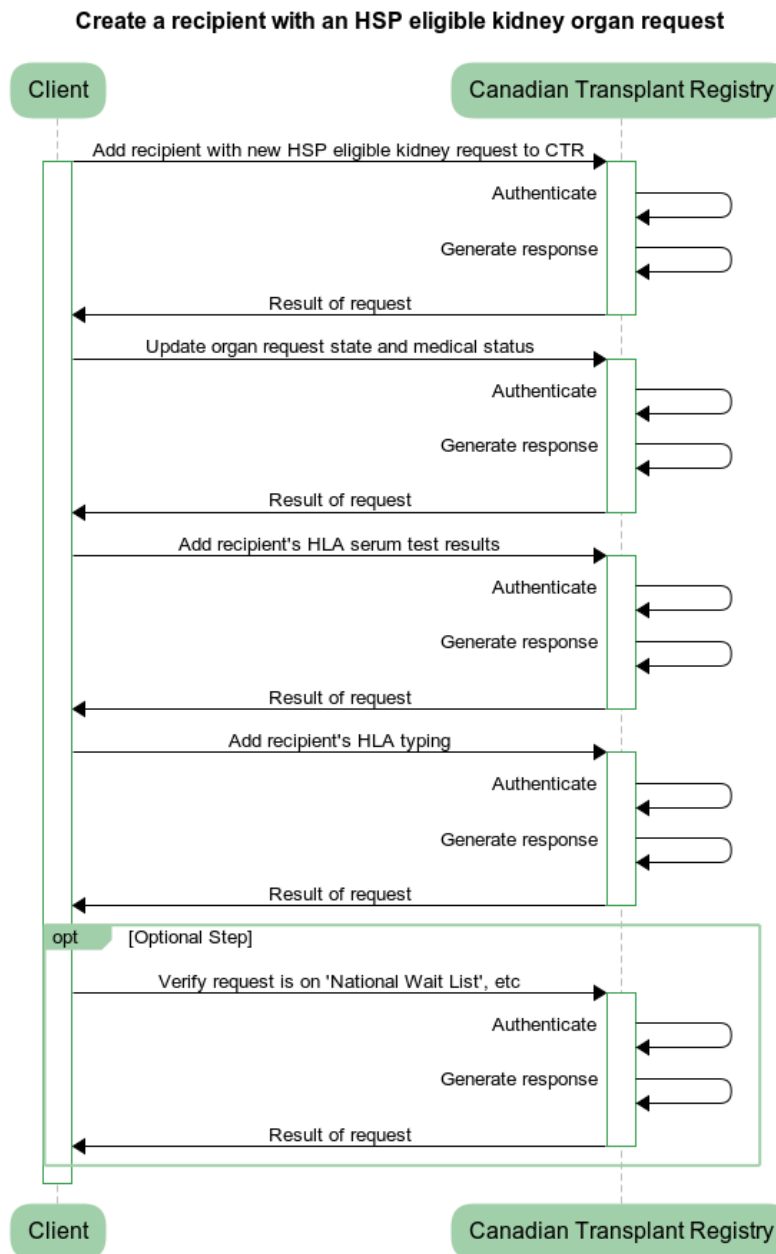 Create a recipient with an HSP eligible kidney organ request
Client
Canadian Transplant Registry
Add recipient with new HSP eligible kidney request to CTR
Authenticate
Generate response
Result of request
Update organ request state and medical status
Authenticate
Generate response
Result of request
Add recipient's HLA serum test results
Authenticate
Generate response
Result of request
Add recipient's HLA typing
Authenticate
Generate response
Result of request
opt
[Optional Step]
Verify request is on 'National Wait List', etc
Authenticate
Generate response
Result of request
Client
Canadian Transplant Registry